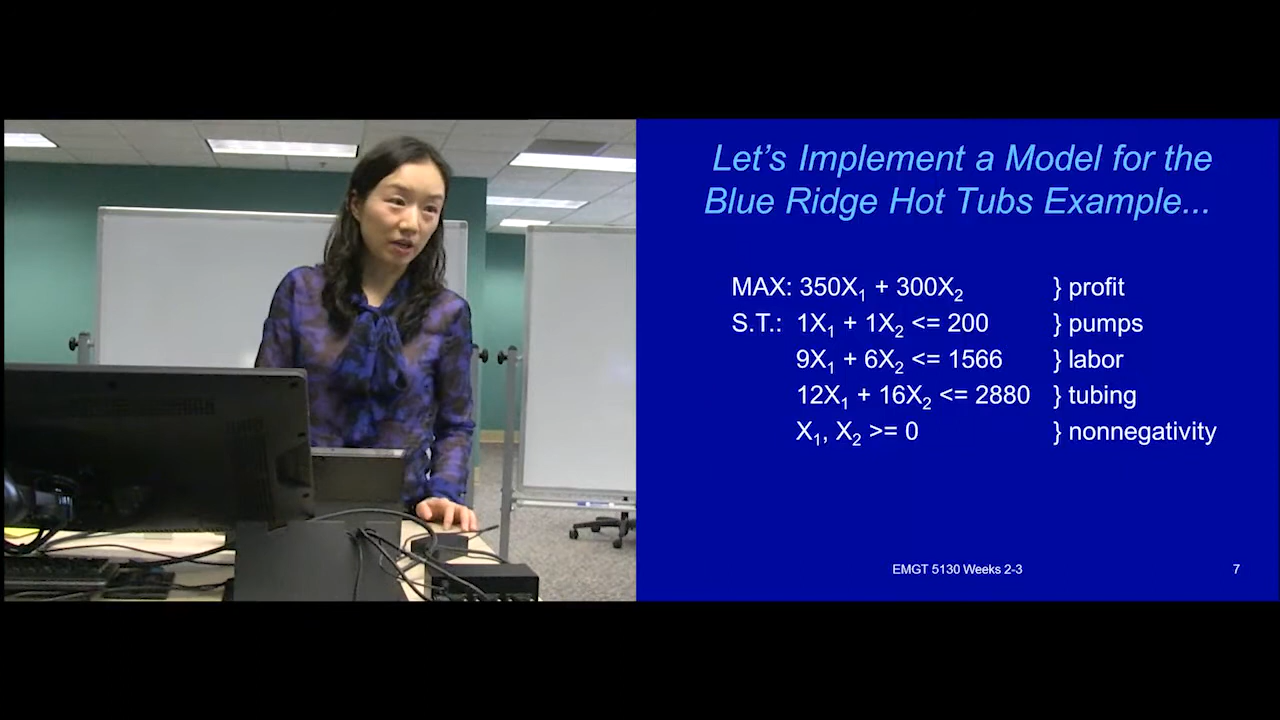 Let's Implement a Model for the
Blue Ridge Hot Tubs Example...
MAX: 350X₁ + 300X₂ } profit
S.T.: 1X₁ + 1X₂ <= 200 } pumps
9X₁ + 6X₂ <= 1566 } labor
12X₁ + 16X₂ <= 2880 } tubing
X₁, X₂ >= 0 } nonnegativity
EMGT 5130 Weeks 2-3 7